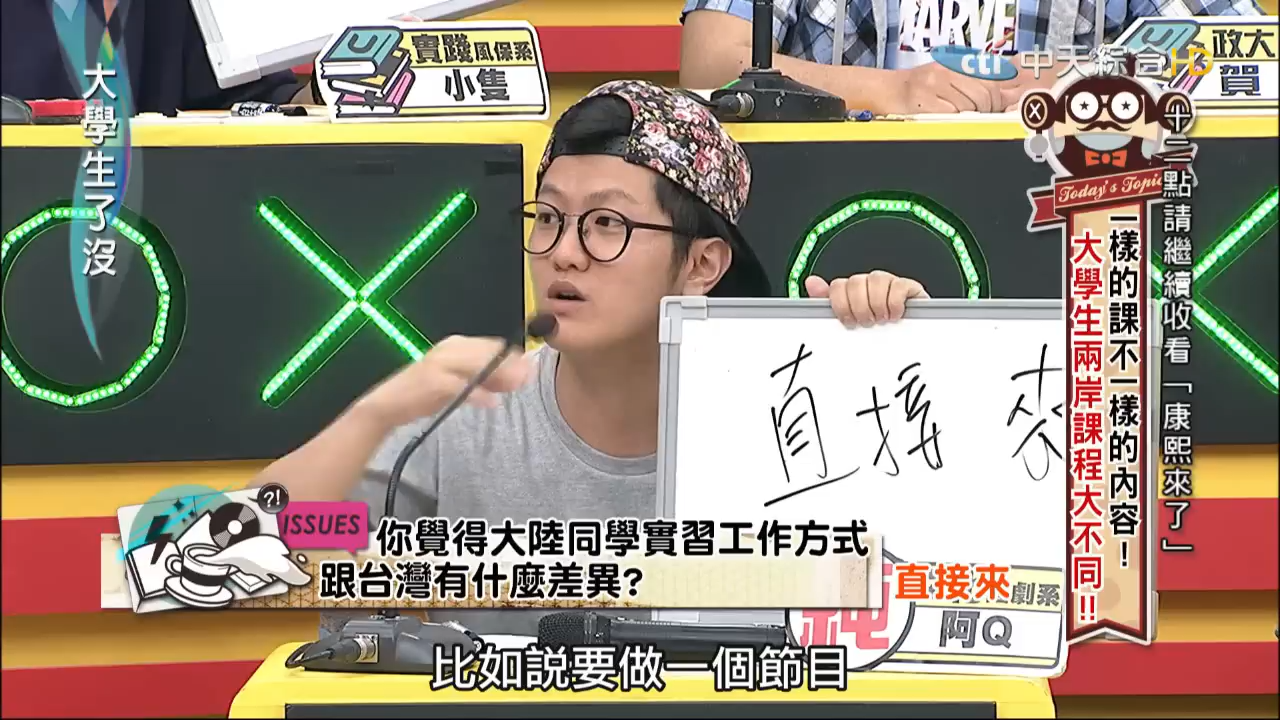 大學生了沒
實踐風保系
小隻
MARVE
cti 中天綜合HD
政大
賀
Today's Topic
一樣的課不一樣的內容！
大學生兩岸課程大不同!!
十二點請繼續收看「康熙來了」
直接來
?!
ISSUES
你覺得大陸同學實習工作方式
跟台灣有什麼差異?
直接來
劇系
阿Q
比如說要做一個節目